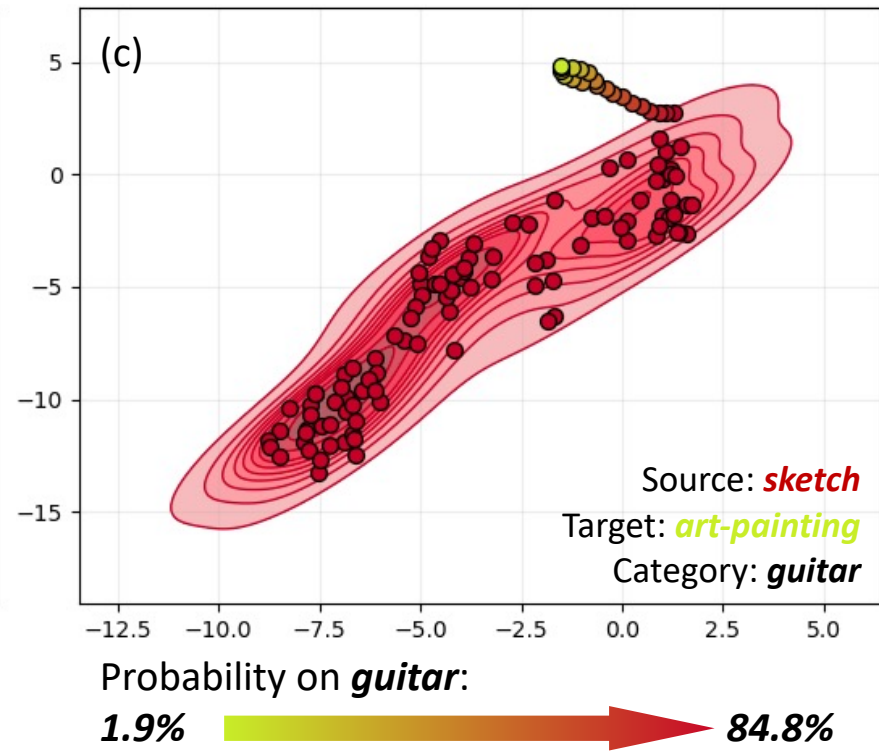 (c)
5
0
−5
−10
−15
Source: sketch
Target: art-painting
Category: guitar
−12.5 −10.0 −7.5 −5.0 −2.5 0.0 2.5 5.0
Probability on guitar:
1.9% 84.8%